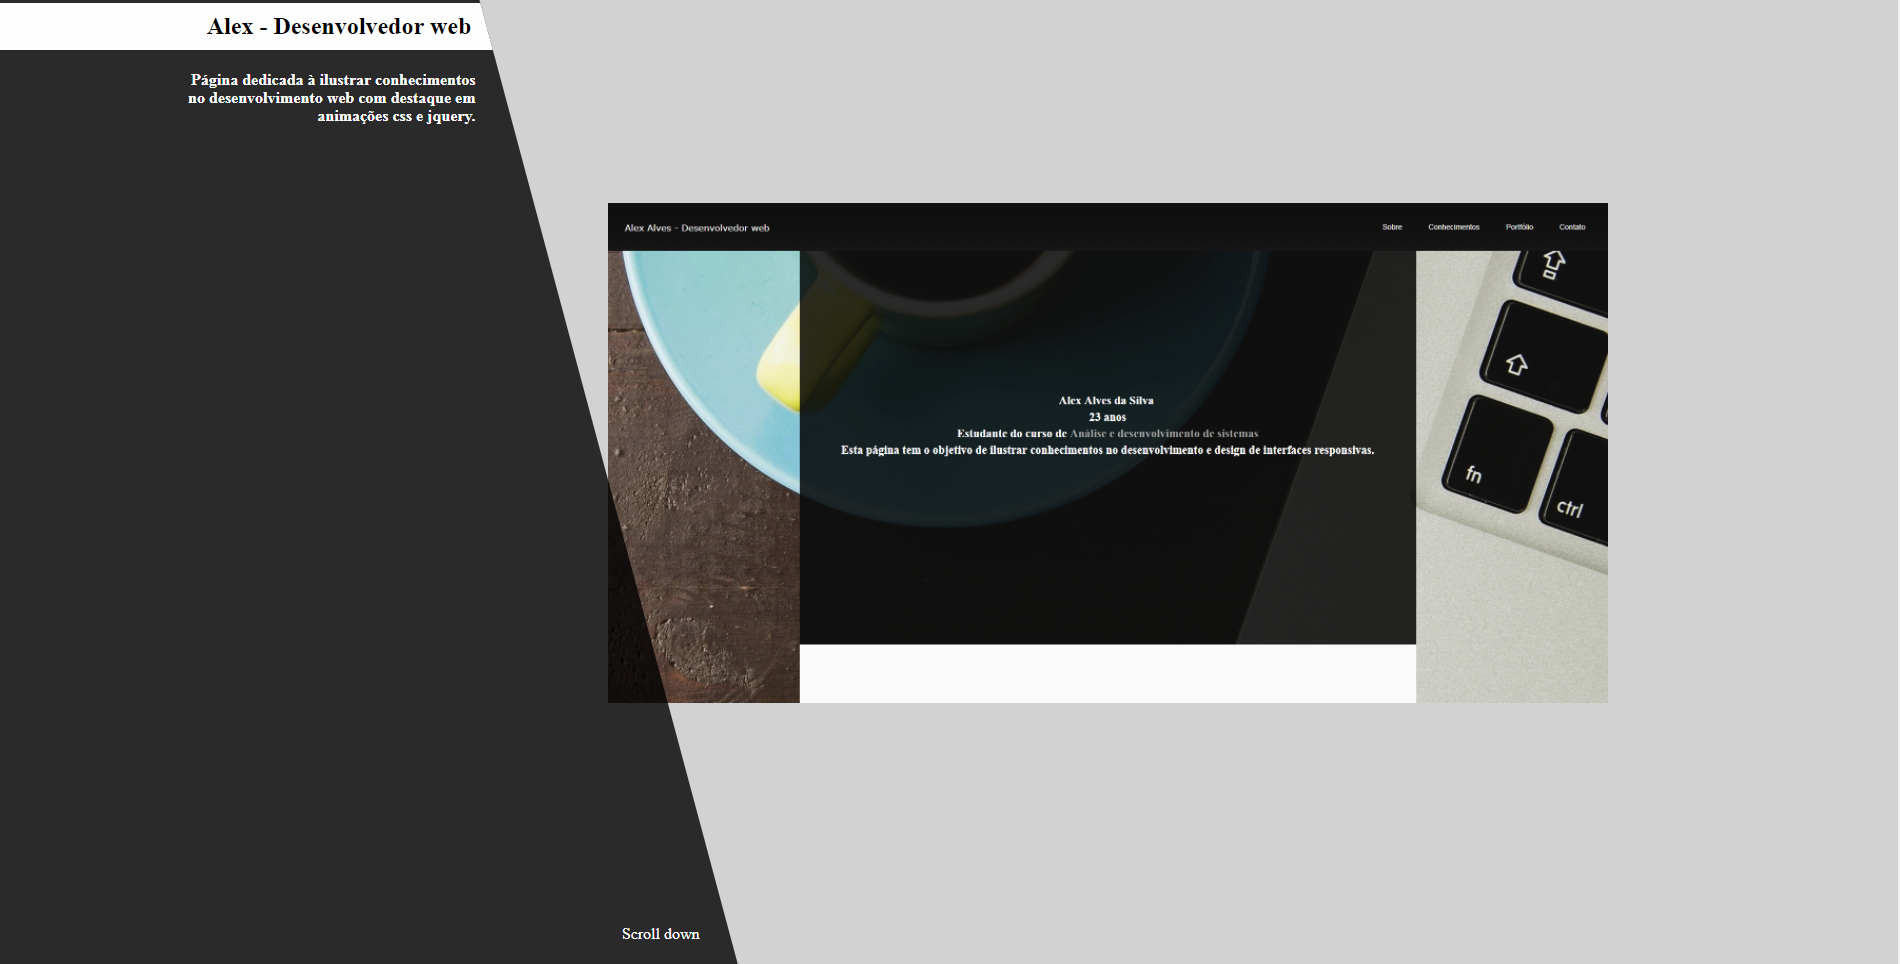 Alex - Desenvolvedor web
Página dedicada à ilustrar conhecimentos
no desenvolvimento web com destaque em
animações css e jquery.
Alex Alves - Desenvolvedor web
Sobre Conhecimentos Portfólio Contato
Alex Alves da Silva
23 anos
Estudante do curso de Análise e desenvolvimento de sistemas
Esta página tem o objetivo de ilustrar conhecimentos no desenvolvimento e design de interfaces responsivas.
fn
ctrl
Scroll down